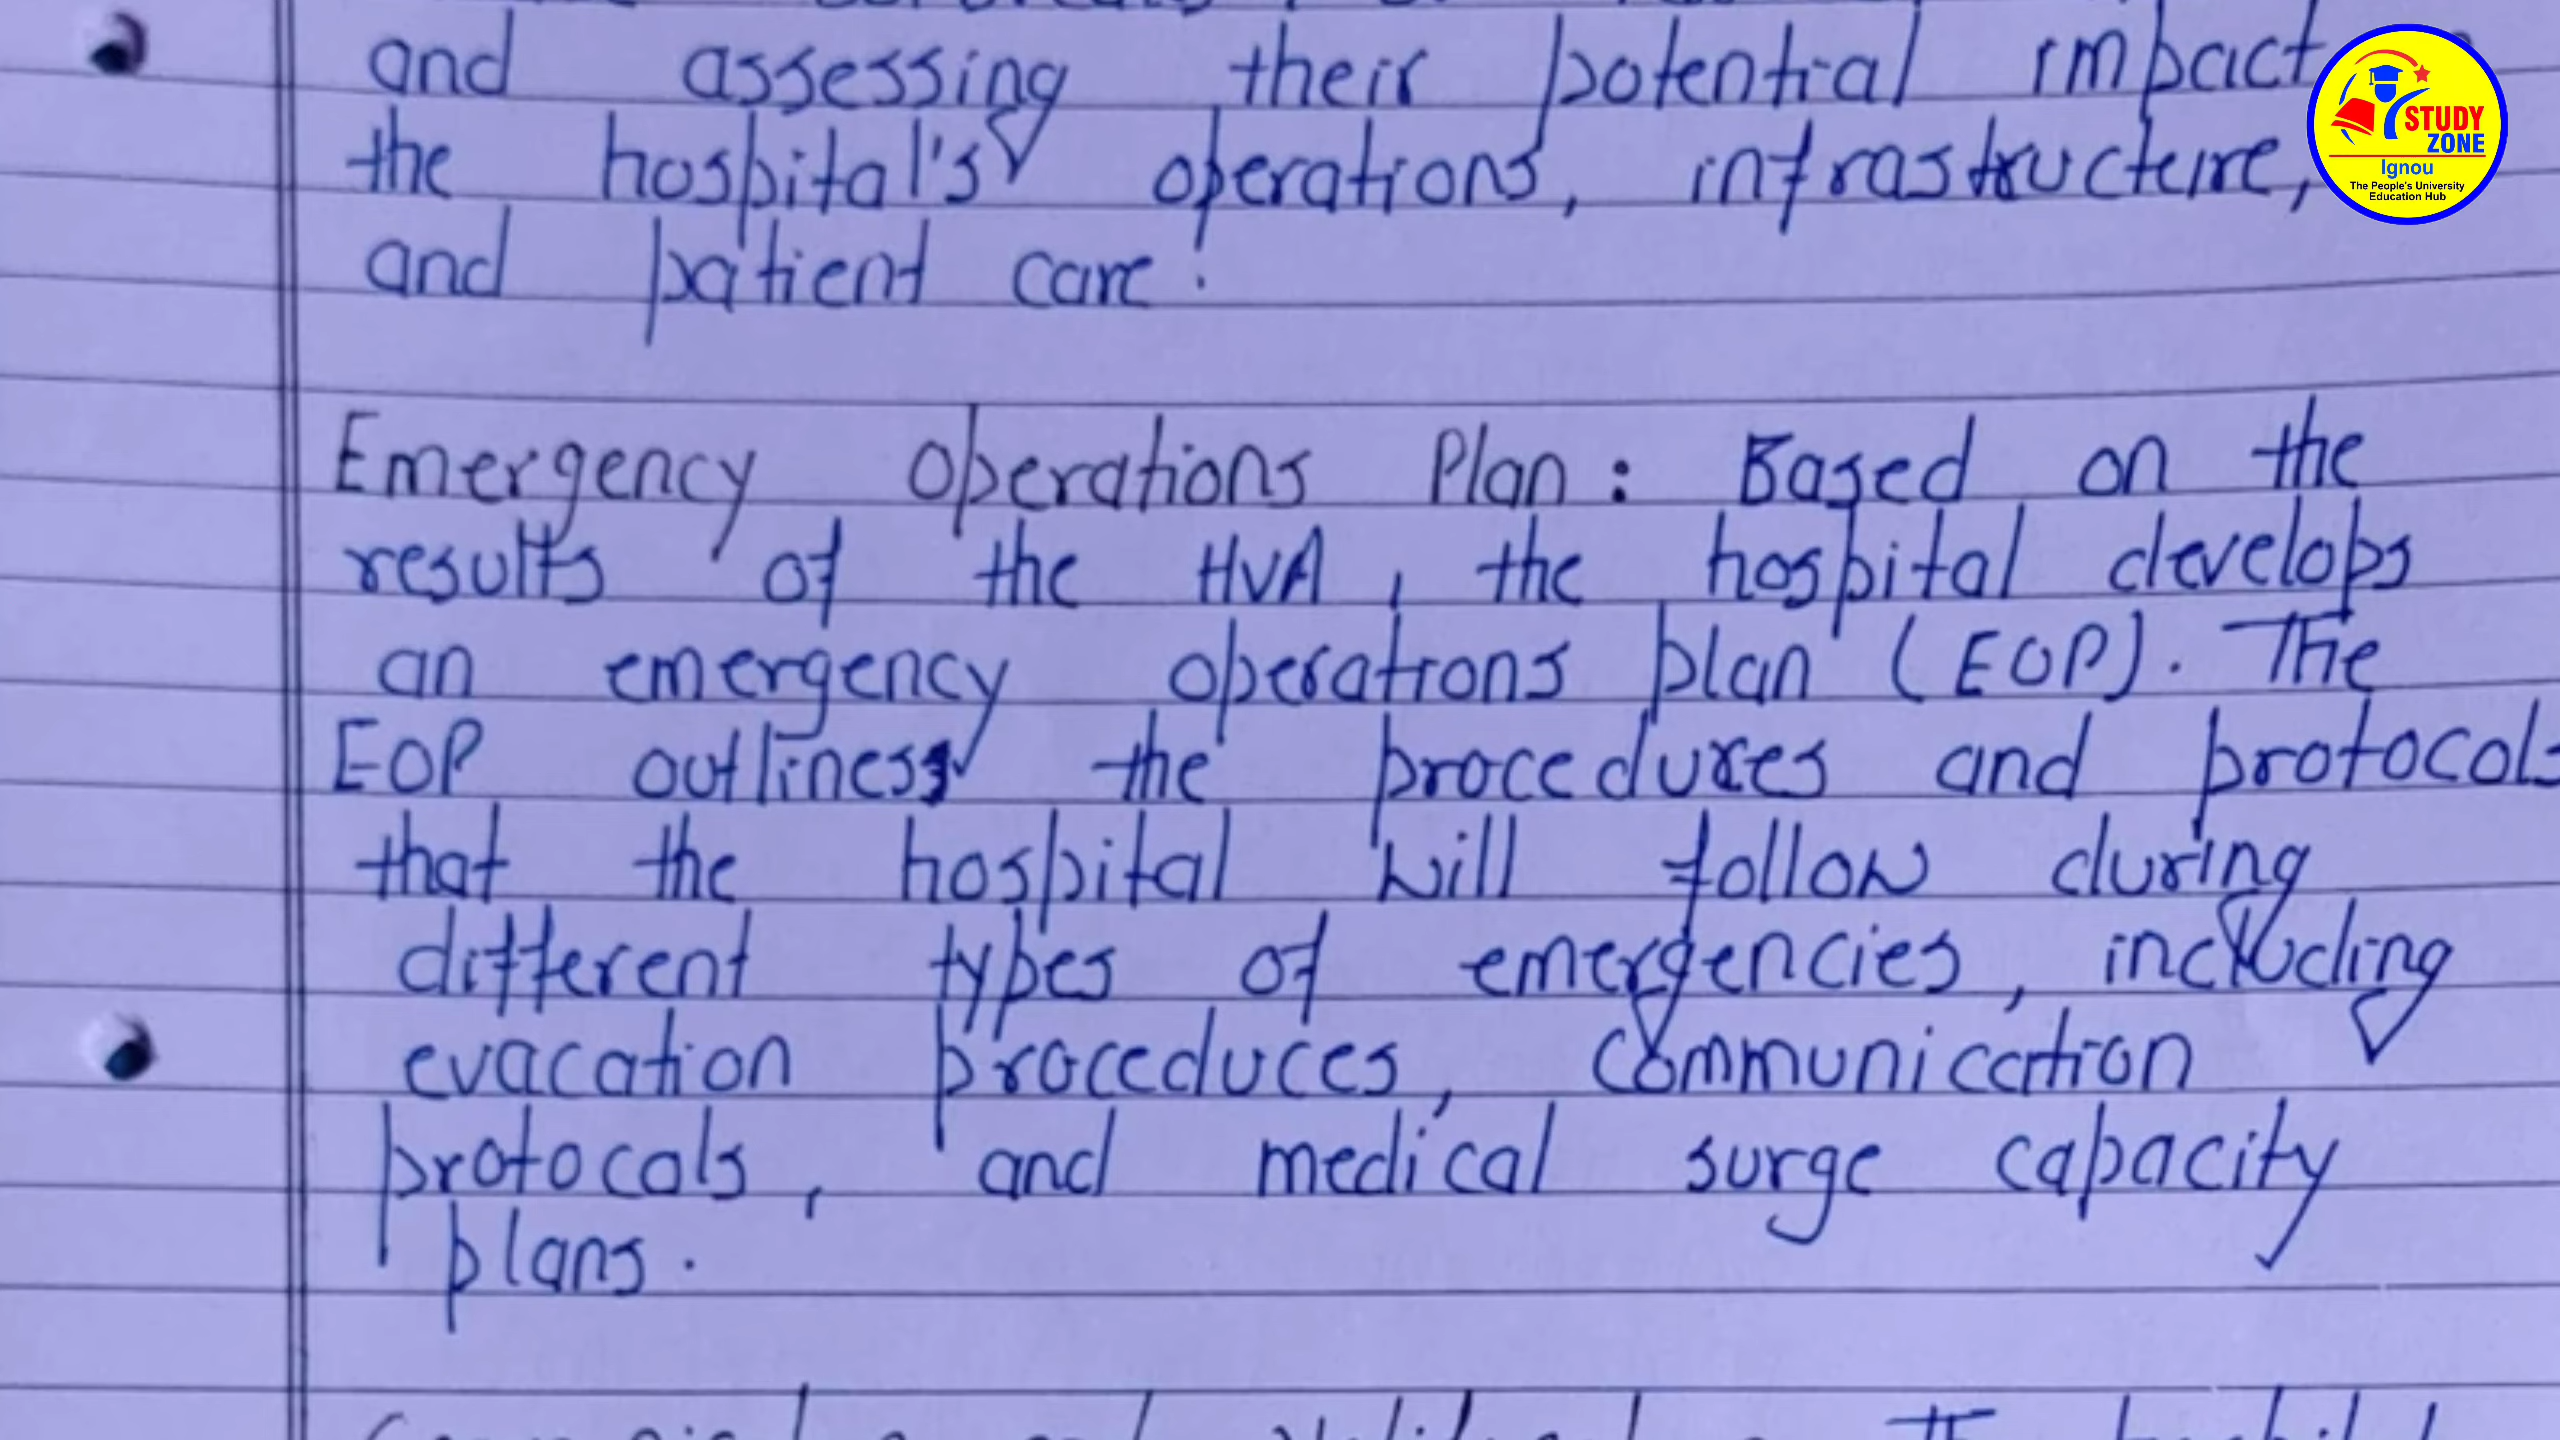 and assessing their potential impact
the hospital's operations, infrastructure,
and patient care.
Emergency Operations Plan: Based on the
results of the HVA, the hospital develops
an emergency operations plan (EOP). The
EOP outliness the procedures and protocols
that the hospital will follow during
different types of emergencies, including
evacation proceduces, communication
protocols, and medical surge capacity
plans.
STUDY
ZONE
Ignou
The People's University
Education Hub